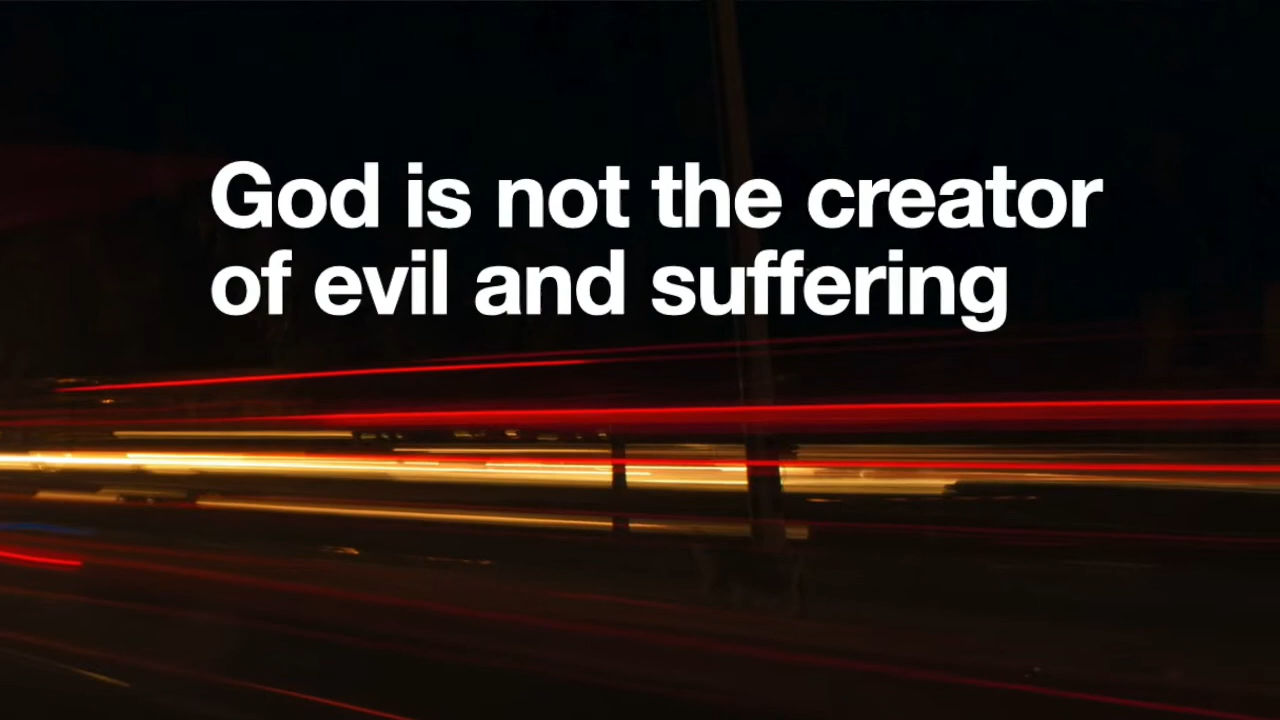 God is not the creator
of evil and suffering